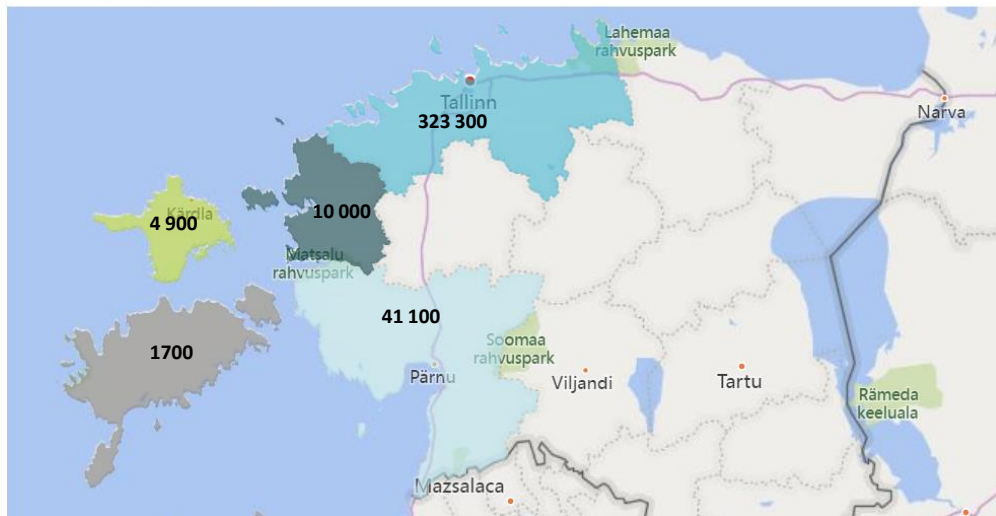 Lahemaa
rahvuspark
Tallinn
323 300
Narva
Kärdla
4 900
10 000
Matsalu
rahvuspark
41 100
1700
Soomaa
rahvuspark
Pärnu
Viljandi
Tartu
Rämeda
keeluala
Mazsalaca